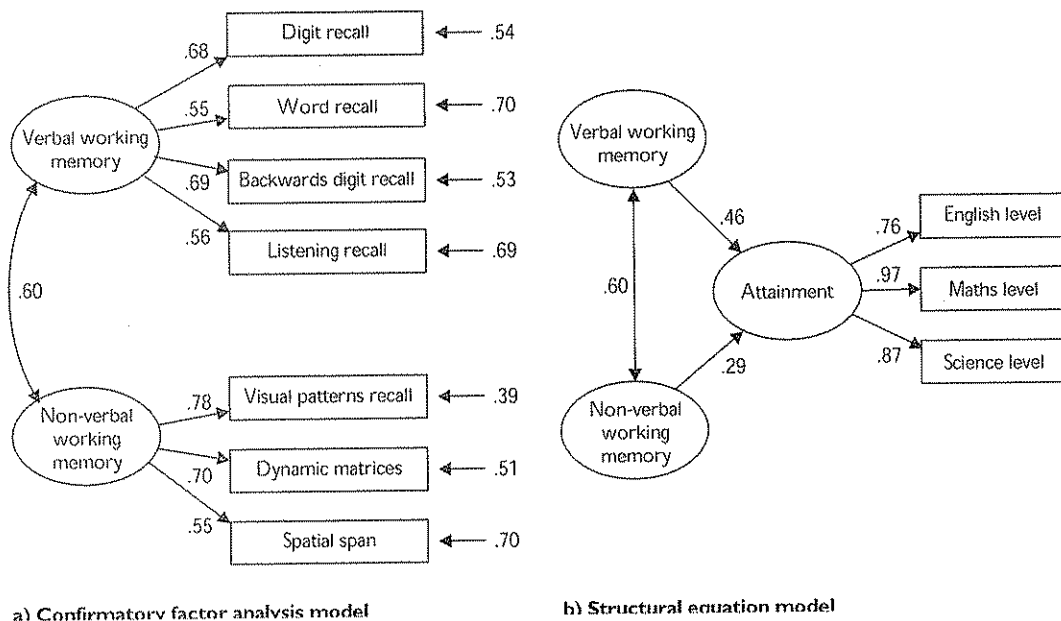 Digit recall
.54
.68
Word recall
.70
.55
Verbal working
memory
Backwards digit recall
.53
.69
Listening recall
.69
.56
.60
Visual patterns recall
.39
.78
Non-verbal
working
memory
Dynamic matrices
.51
.70
Spatial span
.70
.55
a) Confirmatory factor analysis model
Verbal working
memory
.46
.60
Attainment
.76
English level
.97
Maths level
.87
Science level
.29
Non-verbal
working
memory
b) Structural equation model